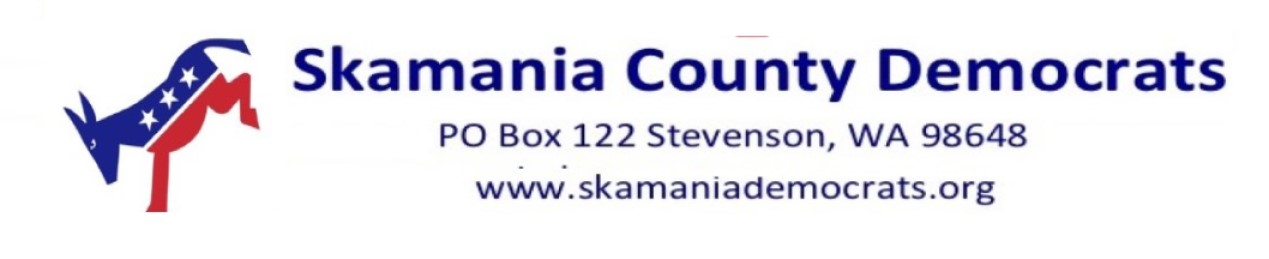 Skamania County Democrats
PO Box 122 Stevenson, WA 98648
www.skamaniademocrats.org